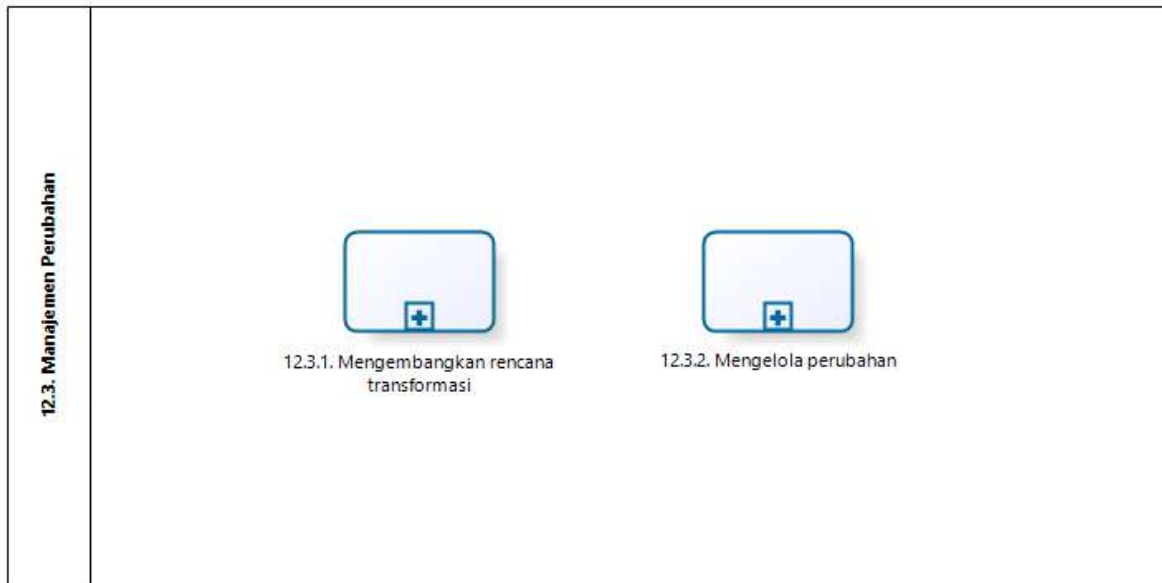 12.3. Manajemen Perubahan
12.3.1. Mengembangkan rencana
transformasi
12.3.2. Mengelola perubahan